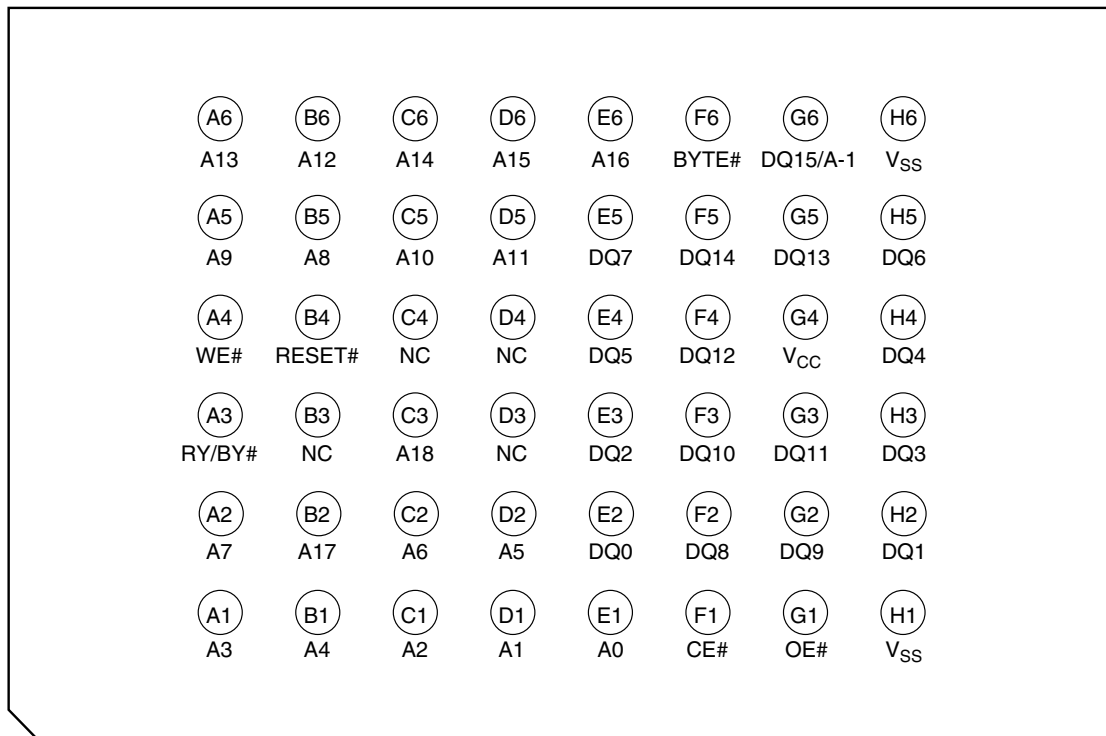 A6 B6 C6 D6 E6 F6 G6 H6
A13 A12 A14 A15 A16 BYTE# DQ15/A-1 VSS
A5 B5 C5 D5 E5 F5 G5 H5
A9 A8 A10 A11 DQ7 DQ14 DQ13 DQ6
A4 B4 C4 D4 E4 F4 G4 H4
WE# RESET# NC NC DQ5 DQ12 VCC DQ4
A3 B3 C3 D3 E3 F3 G3 H3
RY/BY# NC A18 NC DQ2 DQ10 DQ11 DQ3
A2 B2 C2 D2 E2 F2 G2 H2
A7 A17 A6 A5 DQ0 DQ8 DQ9 DQ1
A1 B1 C1 D1 E1 F1 G1 H1
A3 A4 A2 A1 A0 CE# OE# VSS